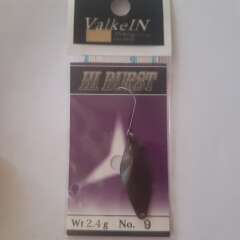 ValkeIN
HI BURST
Wt 2.4g No. 9